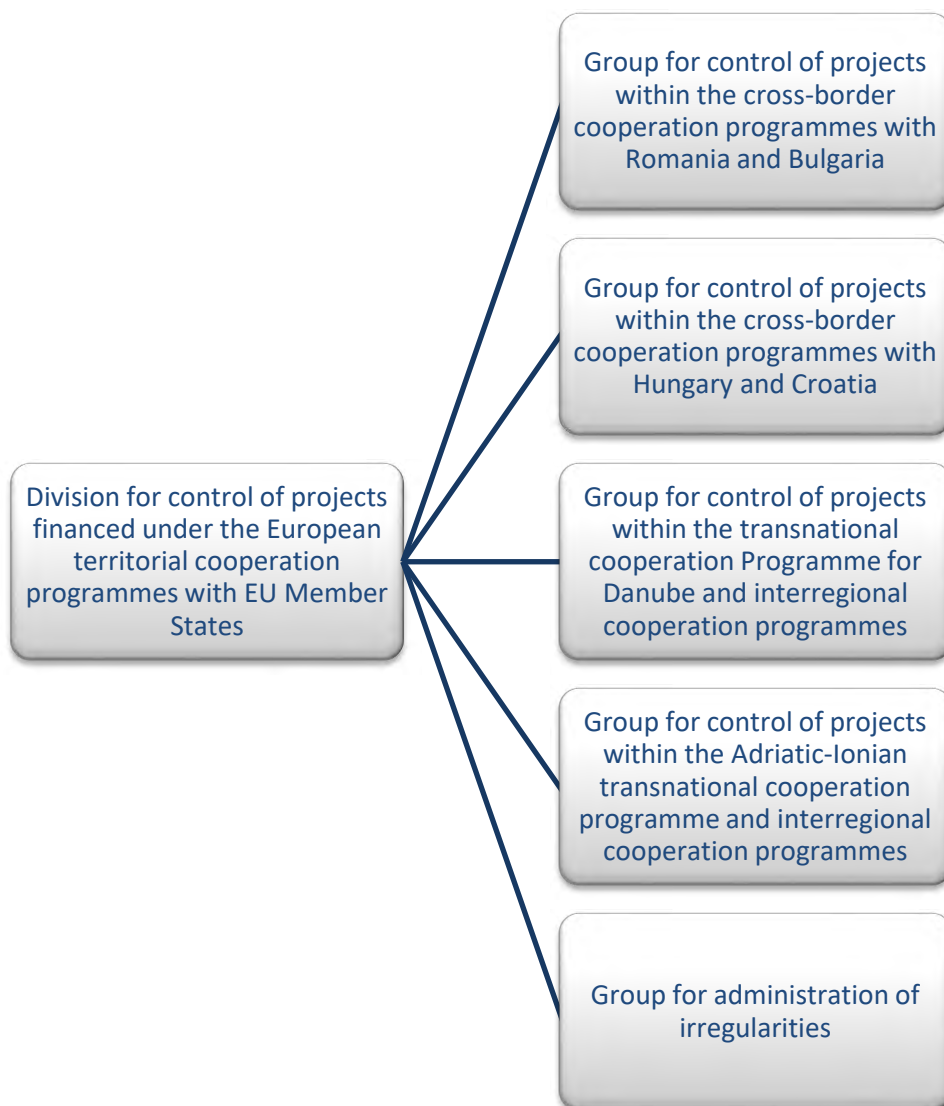 Group for control of projects
within the cross-border
cooperation programmes with
Romania and Bulgaria
Group for control of projects
within the cross-border
cooperation programmes with
Hungary and Croatia
Division for control of projects
financed under the European
territorial cooperation
programmes with EU Member
States
Group for control of projects
within the transnational
cooperation Programme for
Danube and interregional
cooperation programmes
Group for control of projects
within the Adriatic-Ionian
transnational cooperation
programme and interregional
cooperation programmes
Group for administration of
irregularities